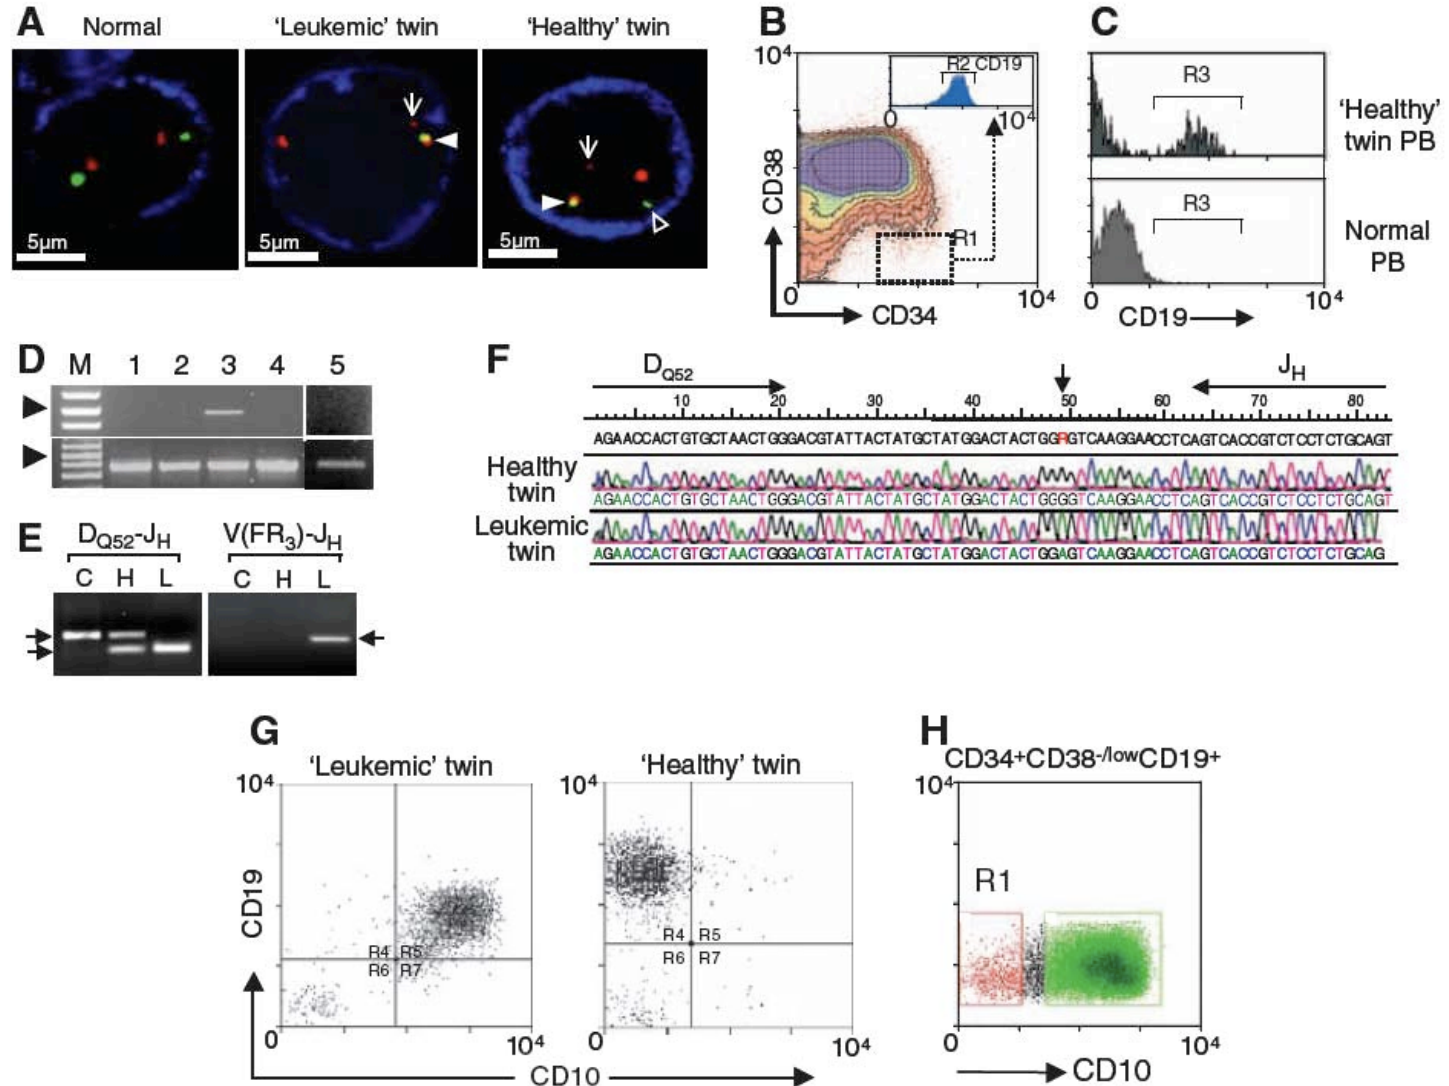 A
Normal
'Leukemic' twin
'Healthy' twin
5µm
5µm
5µm
B
10⁴
R2 CD19
0
10⁴
CD38
R1
0
10⁴
CD34
C
R3
'Healthy'
twin PB
R3
Normal
PB
0
10⁴
CD19
D
M 1 2 3 4 5
E
DQ52-JH
V(FR3)-JH
C H L
C H L
F
DQ52
JH
10 20 30 40 50 60 70 80
AGAACCACTGTGCTAACTGGGACGTATTACTATGCTATGGACTACTGGRGTCAAGGAACCTCAGTCACCGTCTCCTCTGCAGT
Healthy
twin
AGAACCACTGTGCTAACTGGGACGTATTACTATGCTATGGACTACTGGGGTCAAGGAACCTCAGTCACCGTCTCCTCTGCAGT
Leukemic
twin
AGAACCACTGTGCTAACTGGGACGTATTACTATGCTATGGACTACTGGAGTCAAGGAACCTCAGTCACCGTCTCCTCTGCAG
G
'Leukemic' twin
'Healthy' twin
10⁴
10⁴
CD19
R4 R5
R6 R7
R4 R5
R6 R7
0
10⁴
0
10⁴
CD10
H
CD34+CD38-/lowCD19+
10⁴
R1
0
10⁴
CD10